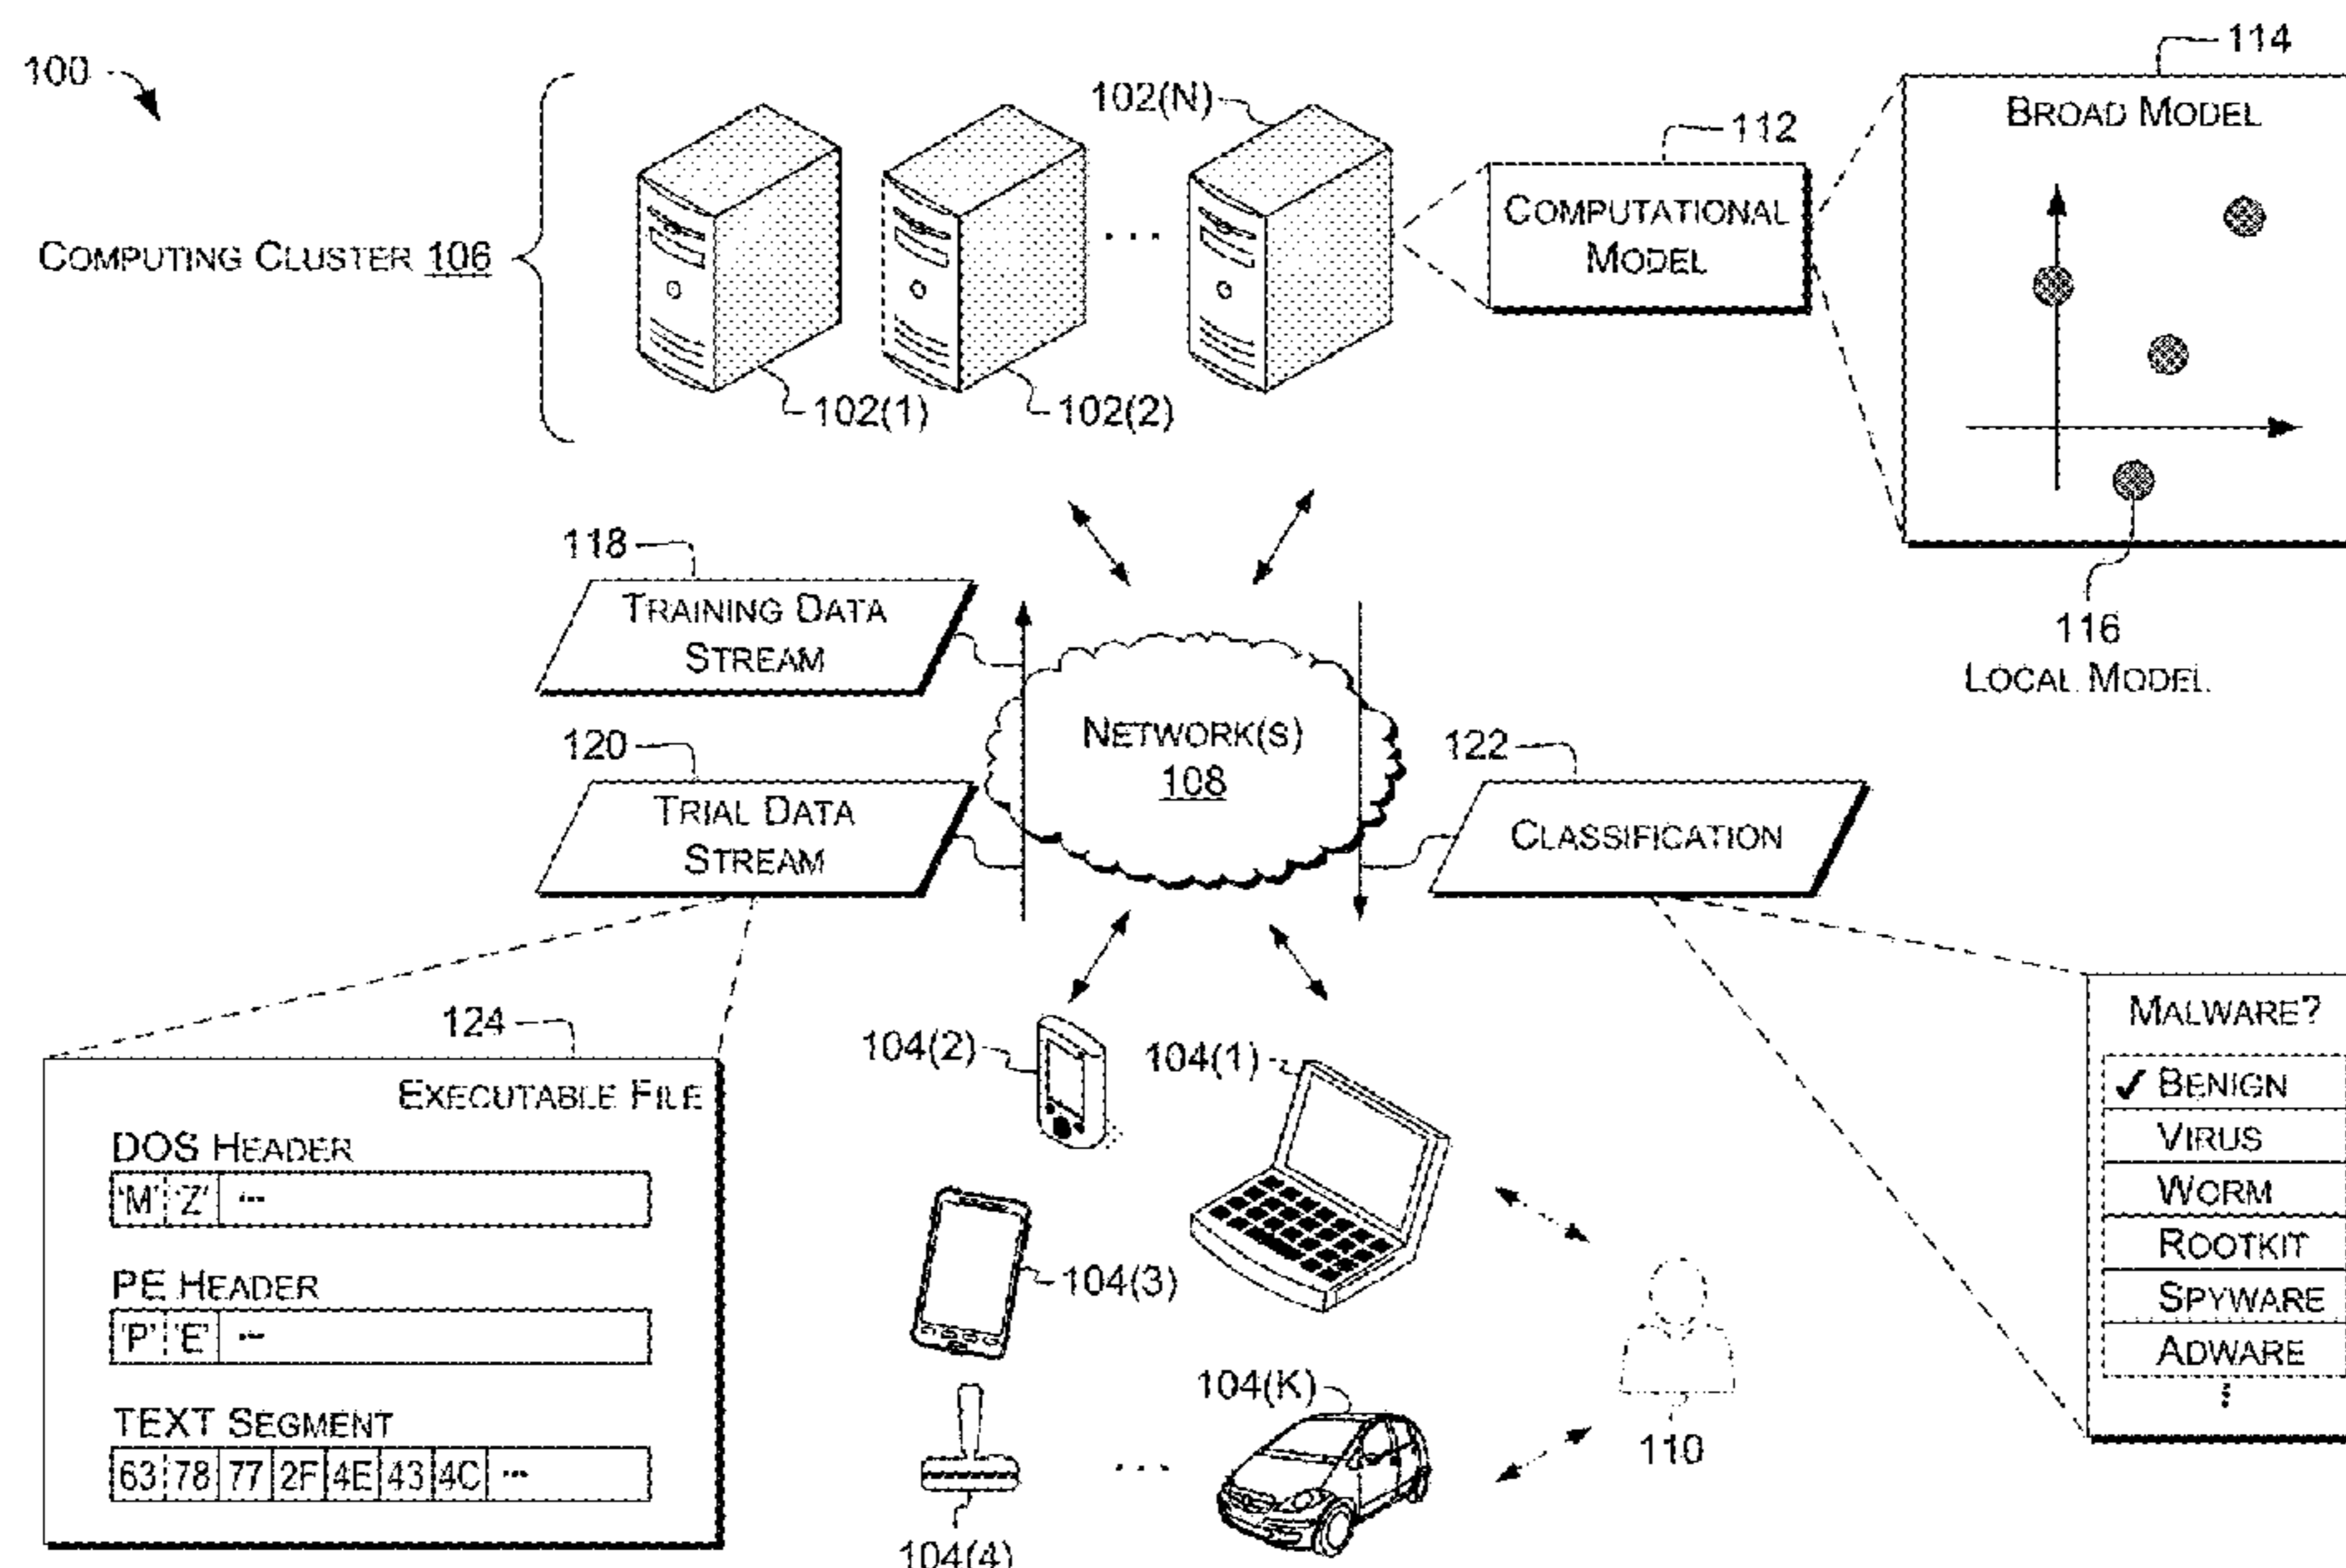 100
COMPUTING CLUSTER 106
102(1)
102(2)
102(N)
...
112
COMPUTATIONAL
MODEL
114
BROAD MODEL
116
LOCAL MODEL
118
TRAINING DATA
STREAM
120
TRIAL DATA
STREAM
NETWORK(S)
108
122
CLASSIFICATION
124
EXECUTABLE FILE
DOS HEADER
'M' 'Z' ...
PE HEADER
'P' 'E' ...
TEXT SEGMENT
63 78 77 2F 4E 43 4C ...
104(2)
104(1)
104(3)
104(4)
...
104(K)
110
MALWARE?
✓ BENIGN
VIRUS
WORM
ROOTKIT
SPYWARE
ADWARE
⋮